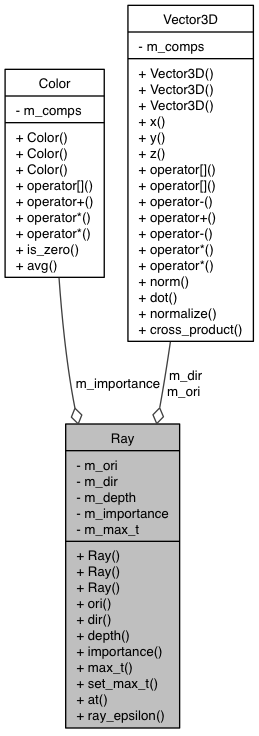 Vector3D
- m_comps
+ Vector3D()
+ Vector3D()
+ Vector3D()
+ x()
+ y()
+ z()
+ operator[]()
+ operator[]()
+ operator-()
+ operator+()
+ operator-()
+ operator*()
+ operator*()
+ norm()
+ dot()
+ normalize()
+ cross_product()
Color
- m_comps
+ Color()
+ Color()
+ Color()
+ operator[]()
+ operator+()
+ operator*()
+ operator*()
+ is_zero()
+ avg()
m_importance
m_dir
m_ori
Ray
- m_ori
- m_dir
- m_depth
- m_importance
- m_max_t
+ Ray()
+ Ray()
+ Ray()
+ ori()
+ dir()
+ depth()
+ importance()
+ max_t()
+ set_max_t()
+ at()
+ ray_epsilon()